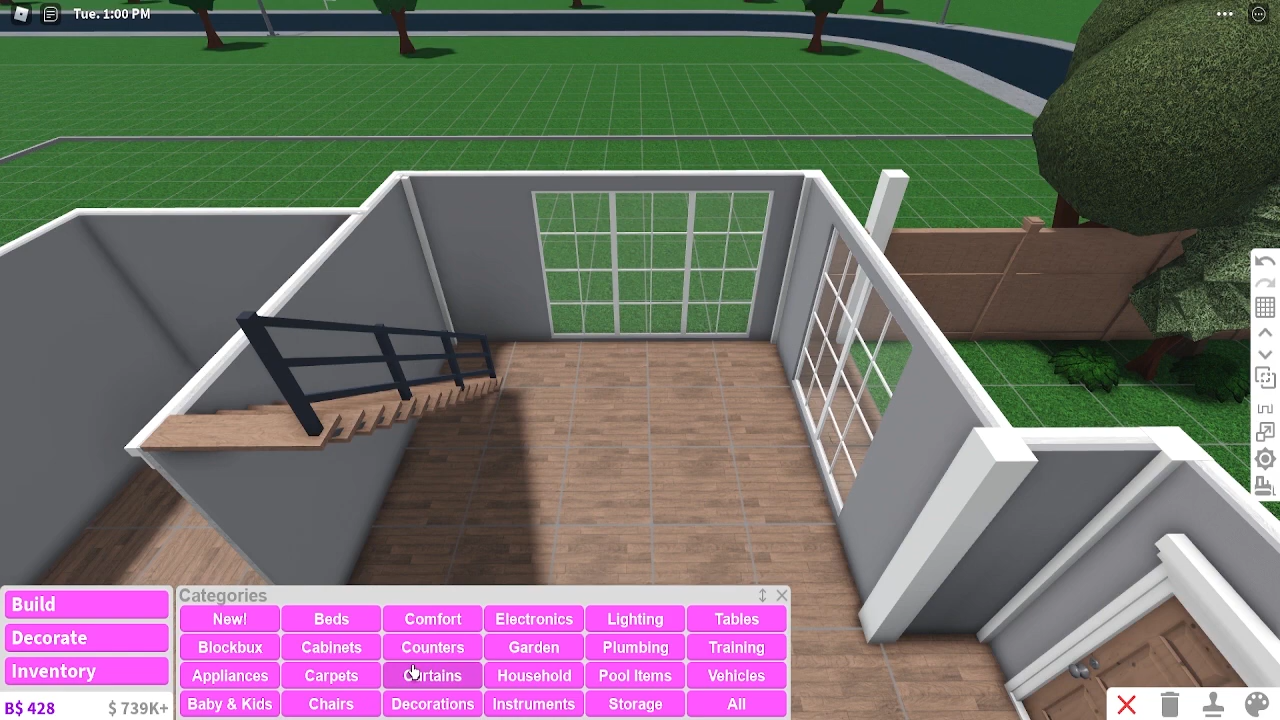 Tue. 1:00 PM
Categories
New! Beds Comfort Electronics Lighting Tables
Blockbux Cabinets Counters Garden Plumbing Training
Appliances Carpets Curtains Household Pool Items Vehicles
Baby & Kids Chairs Decorations Instruments Storage All
Build
Decorate
Inventory
B$ 428 $ 739K+